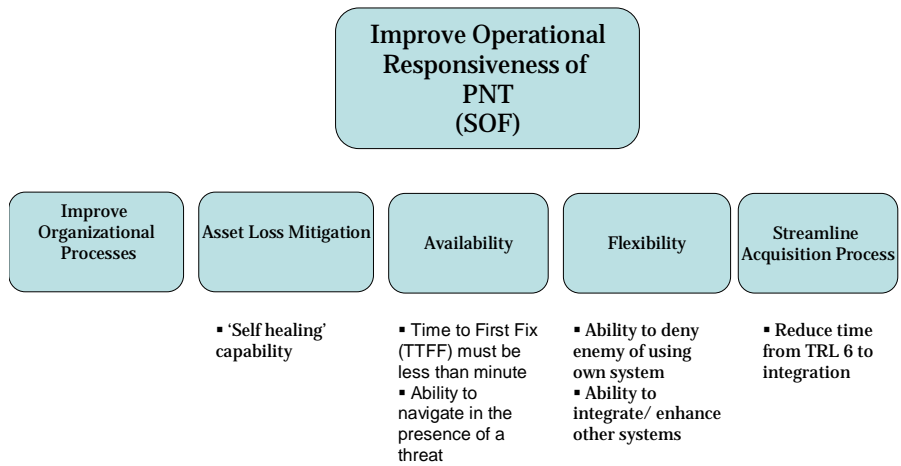 Improve Operational
Responsiveness of
PNT
(SOF)
Improve
Organizational
Processes
Asset Loss Mitigation
Availability
Flexibility
Streamline
Acquisition Process
▪ ‘Self healing’
capability
▪ Time to First Fix
(TTFF) must be
less than minute
▪ Ability to
navigate in the
presence of a
threat
▪ Ability to deny
enemy of using
own system
▪ Ability to
integrate/ enhance
other systems
▪ Reduce time
from TRL 6 to
integration